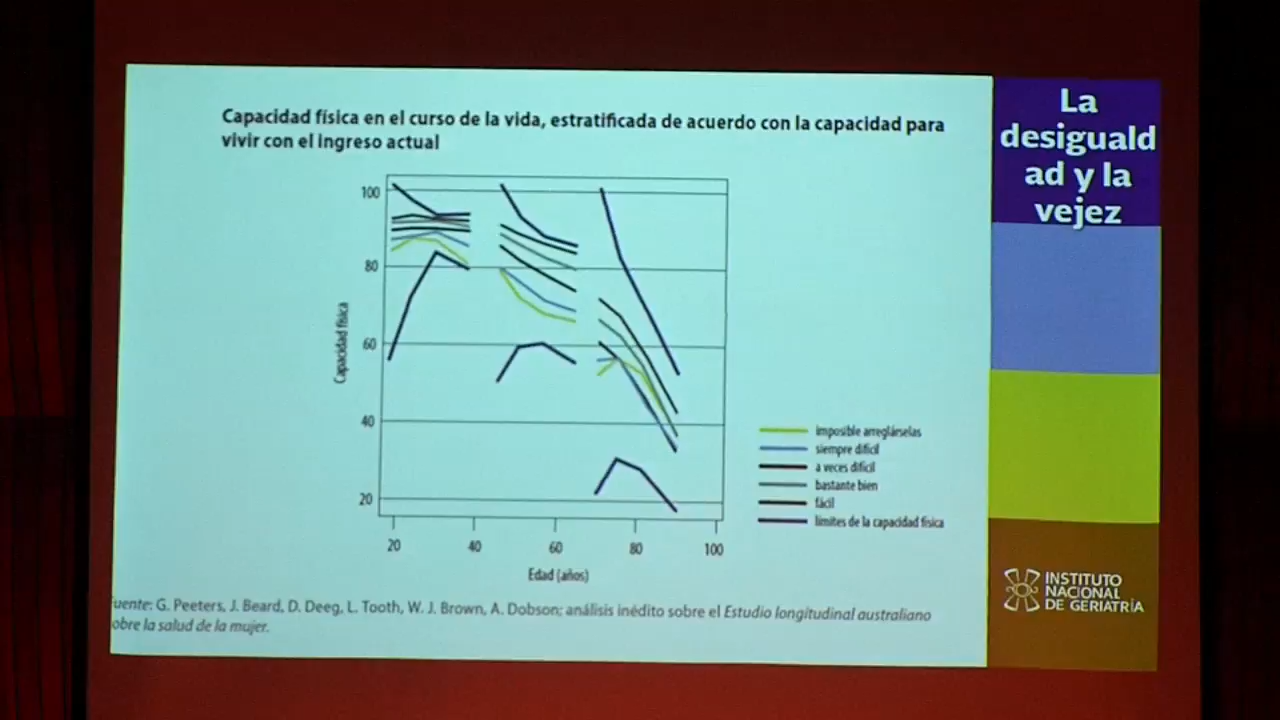 Capacidad física en el curso de la vida, estratificada de acuerdo con la capacidad para
vivir con el ingreso actual
La
desiguald
ad y la
vejez
100
80
60
40
20
Capacidad física
20 40 60 80 100
Edad (años)
imposible arreglárselas
siempre difícil
a veces difícil
bastante bien
fácil
límites de la capacidad física
uente: G. Peeters, J. Beard, D. Deeg, L. Tooth, W. J. Brown, A. Dobson; análisis inédito sobre el Estudio longitudinal australiano
obre la salud de la mujer.
INSTITUTO
NACIONAL
DE GERIATRÍA